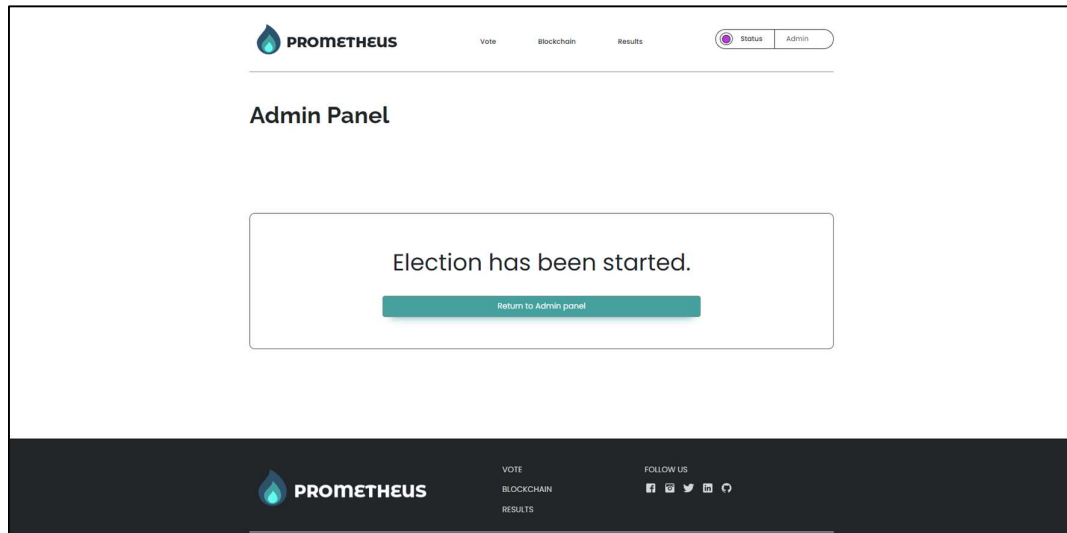 PROMETHEUS Vote Blockchain Results Status Admin
Admin Panel
Election has been started.
Return to Admin panel
PROMETHEUS
VOTE
BLOCKCHAIN
RESULTS
FOLLOW US